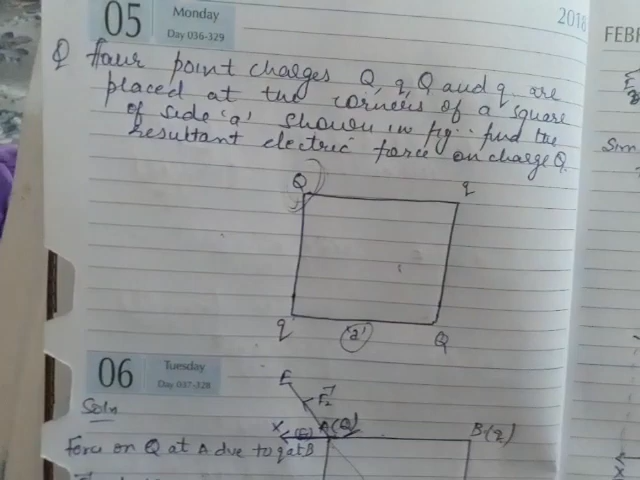 05
Monday
Day 036-329
2018
FEBR
Q Four point charges Q, q, Q and q are
placed at the corners of a square
of side 'a' shown in fig. find the
resultant electric force on charge Q.
Q
q
q
'a'
Q
06
Tuesday
Day 037-328
Soln
E
F2
X
A(Q)
B(q)
Force on Q at A due to q at B
Sim